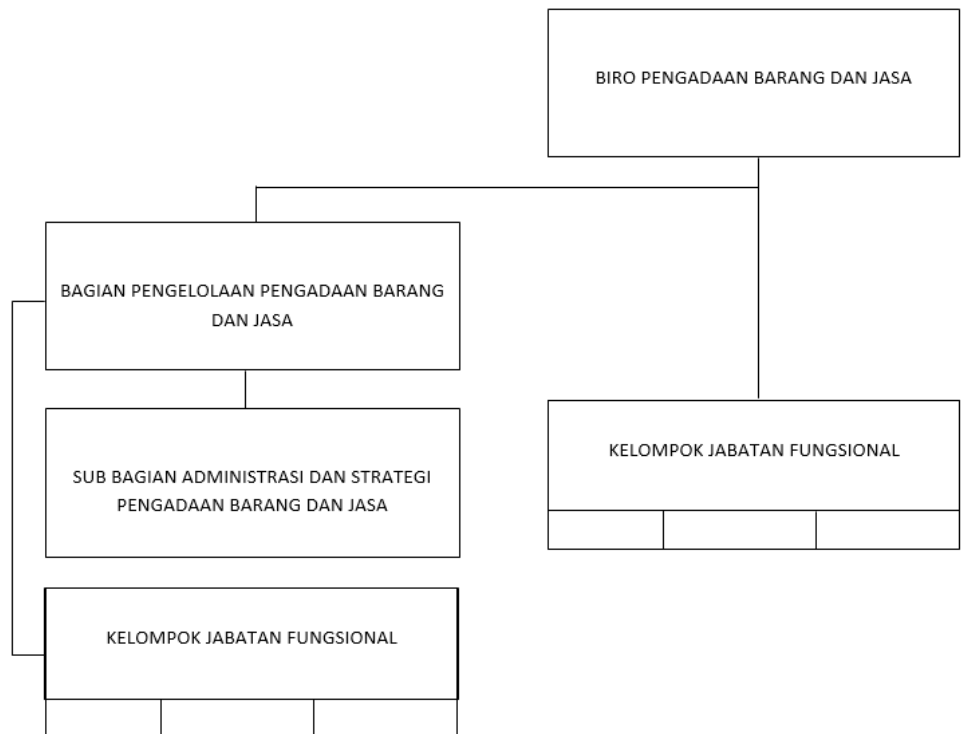 BIRO PENGADAAN BARANG DAN JASA
BAGIAN PENGELOLAAN PENGADAAN BARANG
DAN JASA
SUB BAGIAN ADMINISTRASI DAN STRATEGI
PENGADAAN BARANG DAN JASA
KELOMPOK JABATAN FUNGSIONAL
KELOMPOK JABATAN FUNGSIONAL